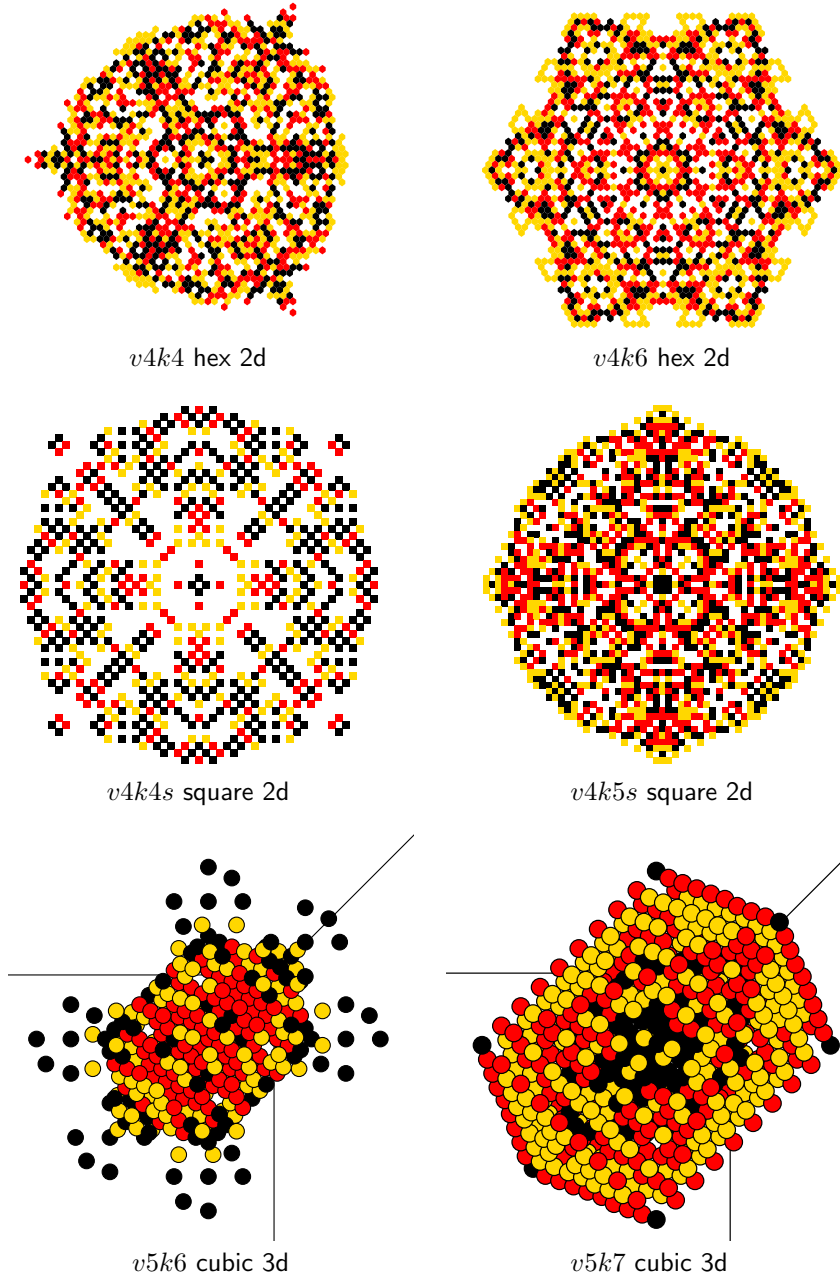 v4k4 hex 2d
v4k6 hex 2d
v4k4s square 2d
v4k5s square 2d
v5k6 cubic 3d
v5k7 cubic 3d